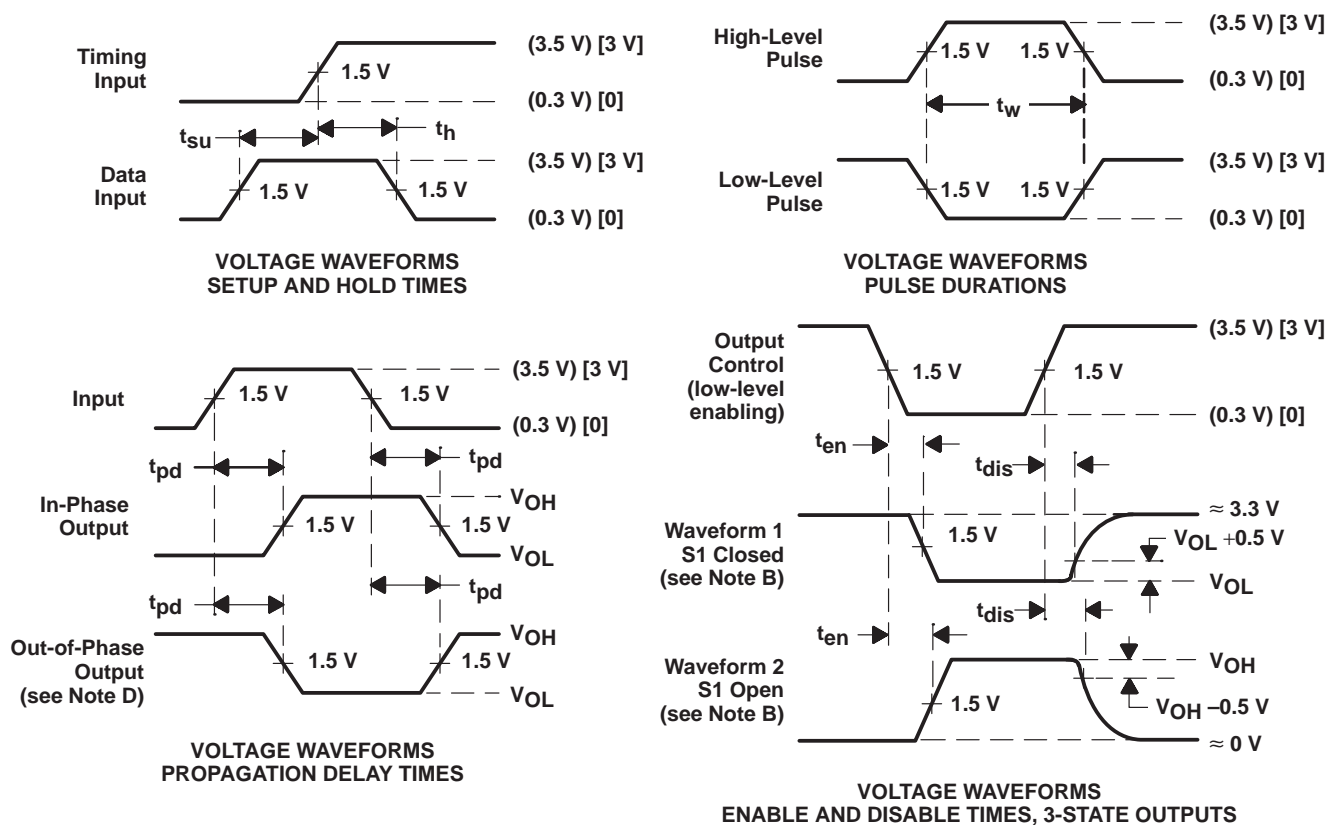 Timing
Input
1.5 V
(3.5 V) [3 V]
(0.3 V) [0]
tsu
th
Data
Input
1.5 V
1.5 V
(3.5 V) [3 V]
(0.3 V) [0]
VOLTAGE WAVEFORMS
SETUP AND HOLD TIMES
High-Level
Pulse
1.5 V
1.5 V
(3.5 V) [3 V]
(0.3 V) [0]
tw
Low-Level
Pulse
1.5 V
1.5 V
(3.5 V) [3 V]
(0.3 V) [0]
VOLTAGE WAVEFORMS
PULSE DURATIONS
Input
1.5 V
1.5 V
(3.5 V) [3 V]
(0.3 V) [0]
tpd
tpd
In-Phase
Output
1.5 V
1.5 V
VOH
VOL
tpd
tpd
Out-of-Phase
Output
(see Note D)
1.5 V
1.5 V
VOH
VOL
VOLTAGE WAVEFORMS
PROPAGATION DELAY TIMES
Output
Control
(low-level
enabling)
1.5 V
1.5 V
(3.5 V) [3 V]
(0.3 V) [0]
ten
tdis
Waveform 1
S1 Closed
(see Note B)
1.5 V
≈ 3.3 V
VOL +0.5 V
VOL
ten
tdis
Waveform 2
S1 Open
(see Note B)
1.5 V
VOH
VOH –0.5 V
≈ 0 V
VOLTAGE WAVEFORMS
ENABLE AND DISABLE TIMES, 3-STATE OUTPUTS